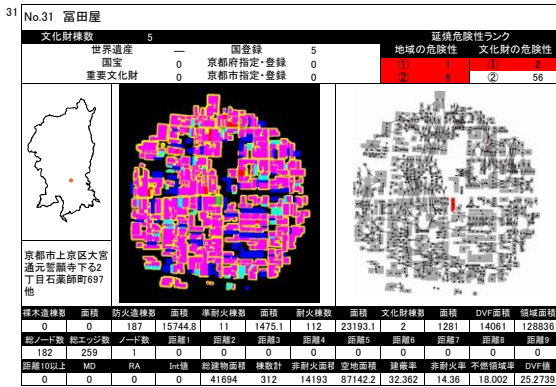 31
No.31 冨田屋
文化財棟数 5 延焼危険性ランク
世界遺産 — 国登録 5 地域の危険性 文化財の危険性
国宝 0 京都府指定・登録 0 ① 1 ① 2
重要文化財 0 京都市指定・登録 0 ② 6 ② 56
京都市上京区大宮
通元誓願寺下る2
丁目石薬師町697
他
裸木造棟数 面積 防火造棟数 面積 準耐火棟数 面積 耐火棟数 面積 文化財棟数 面積 DVF面積 領域面積
0 0 187 15744.8 11 1475.1 112 23193.1 2 1281 14061 128836
総ノード数 総エッジ数 ノード数 距離1 距離2 距離3 距離4 距離5 距離6 距離7 距離8 距離9
182 259 1 0 0 0 0 0 0 0 0 0
距離10以上 MD RA Int値 総建物面積 棟数計 非耐火面積 空地面積 建蔽率 非耐火率 不燃領域率 DVF値
0 0 0 41694 312 14193 87142.2 32.362 14.36 18.002 25.2739